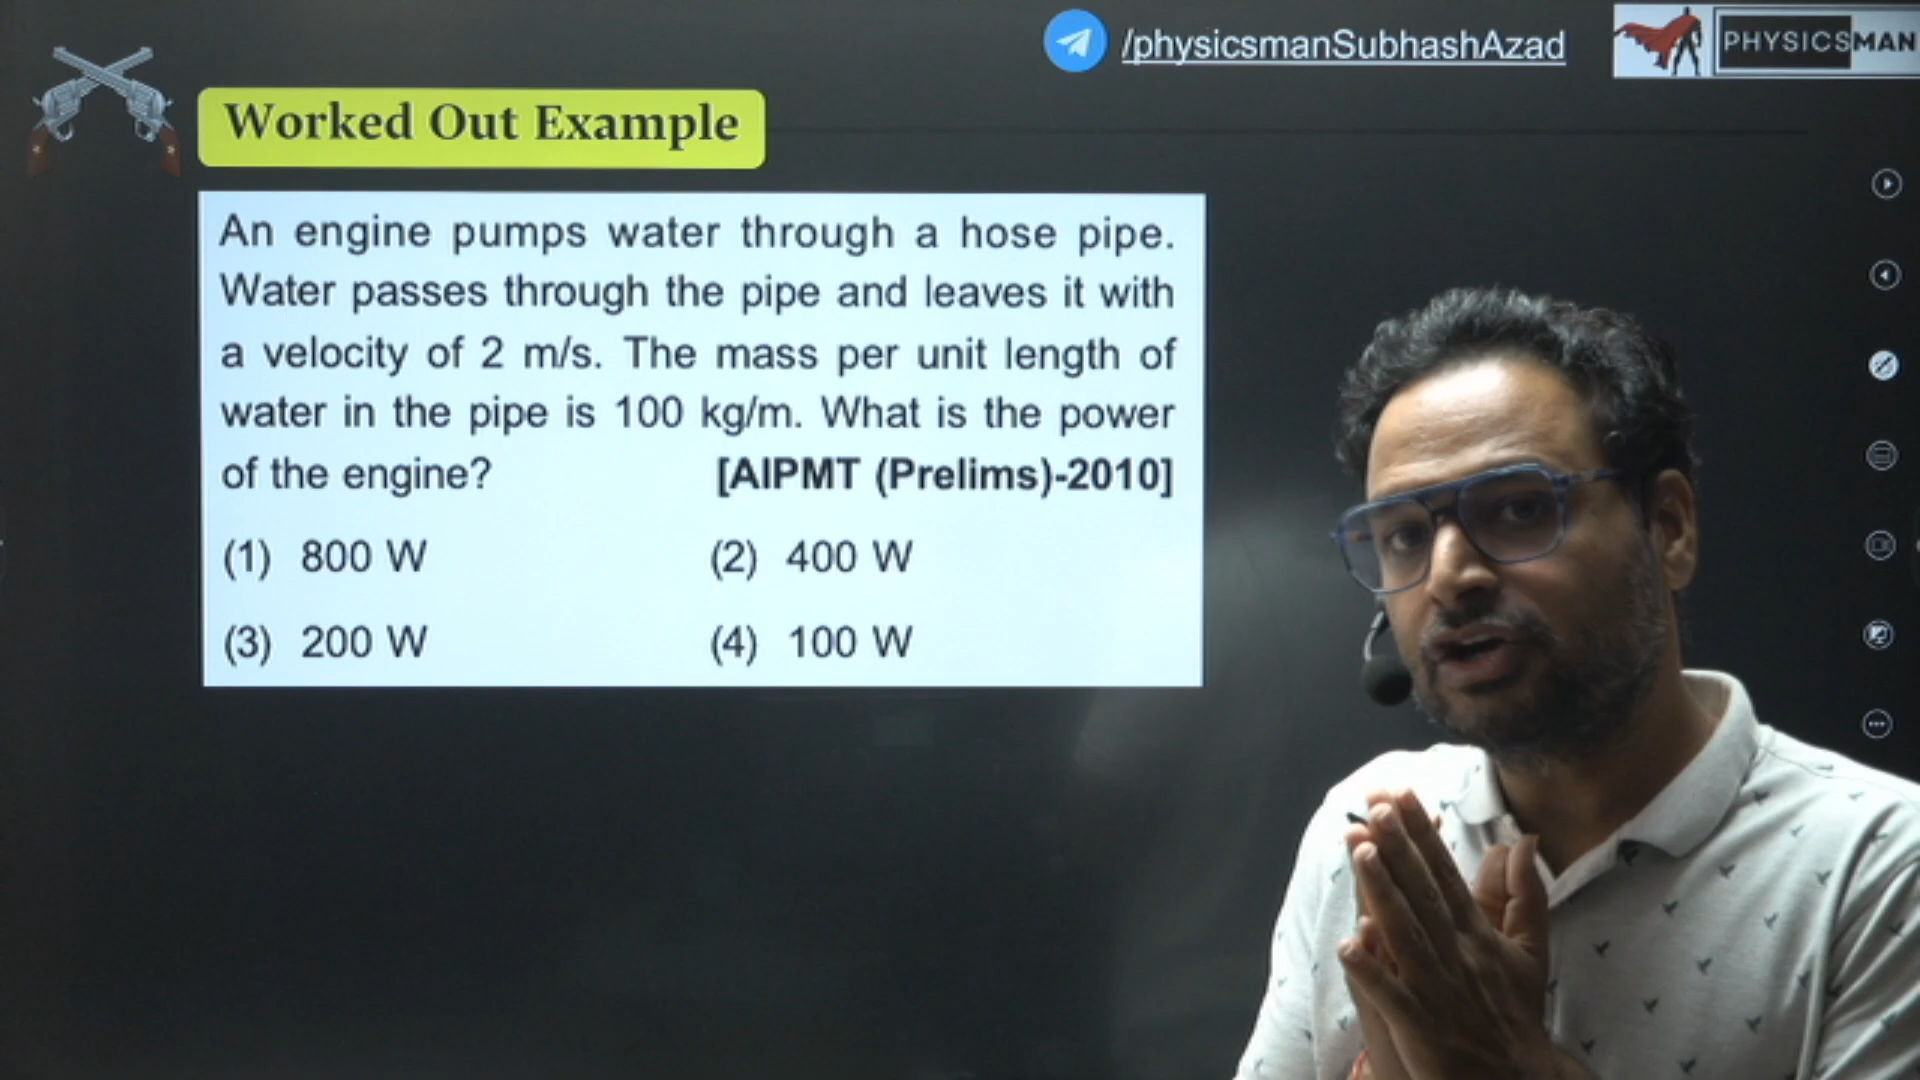 /physicsmanSubhashAzad
PHYSICSMAN
Worked Out Example
An engine pumps water through a hose pipe.
Water passes through the pipe and leaves it with
a velocity of 2 m/s. The mass per unit length of
water in the pipe is 100 kg/m. What is the power
of the engine? [AIPMT (Prelims)-2010]
(1) 800 W (2) 400 W
(3) 200 W (4) 100 W